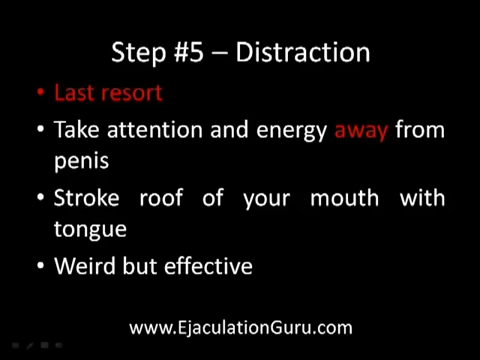 Step #5 – Distraction
• Last resort
• Take attention and energy away from
penis
• Stroke roof of your mouth with
tongue
• Weird but effective
www.EjaculationGuru.com